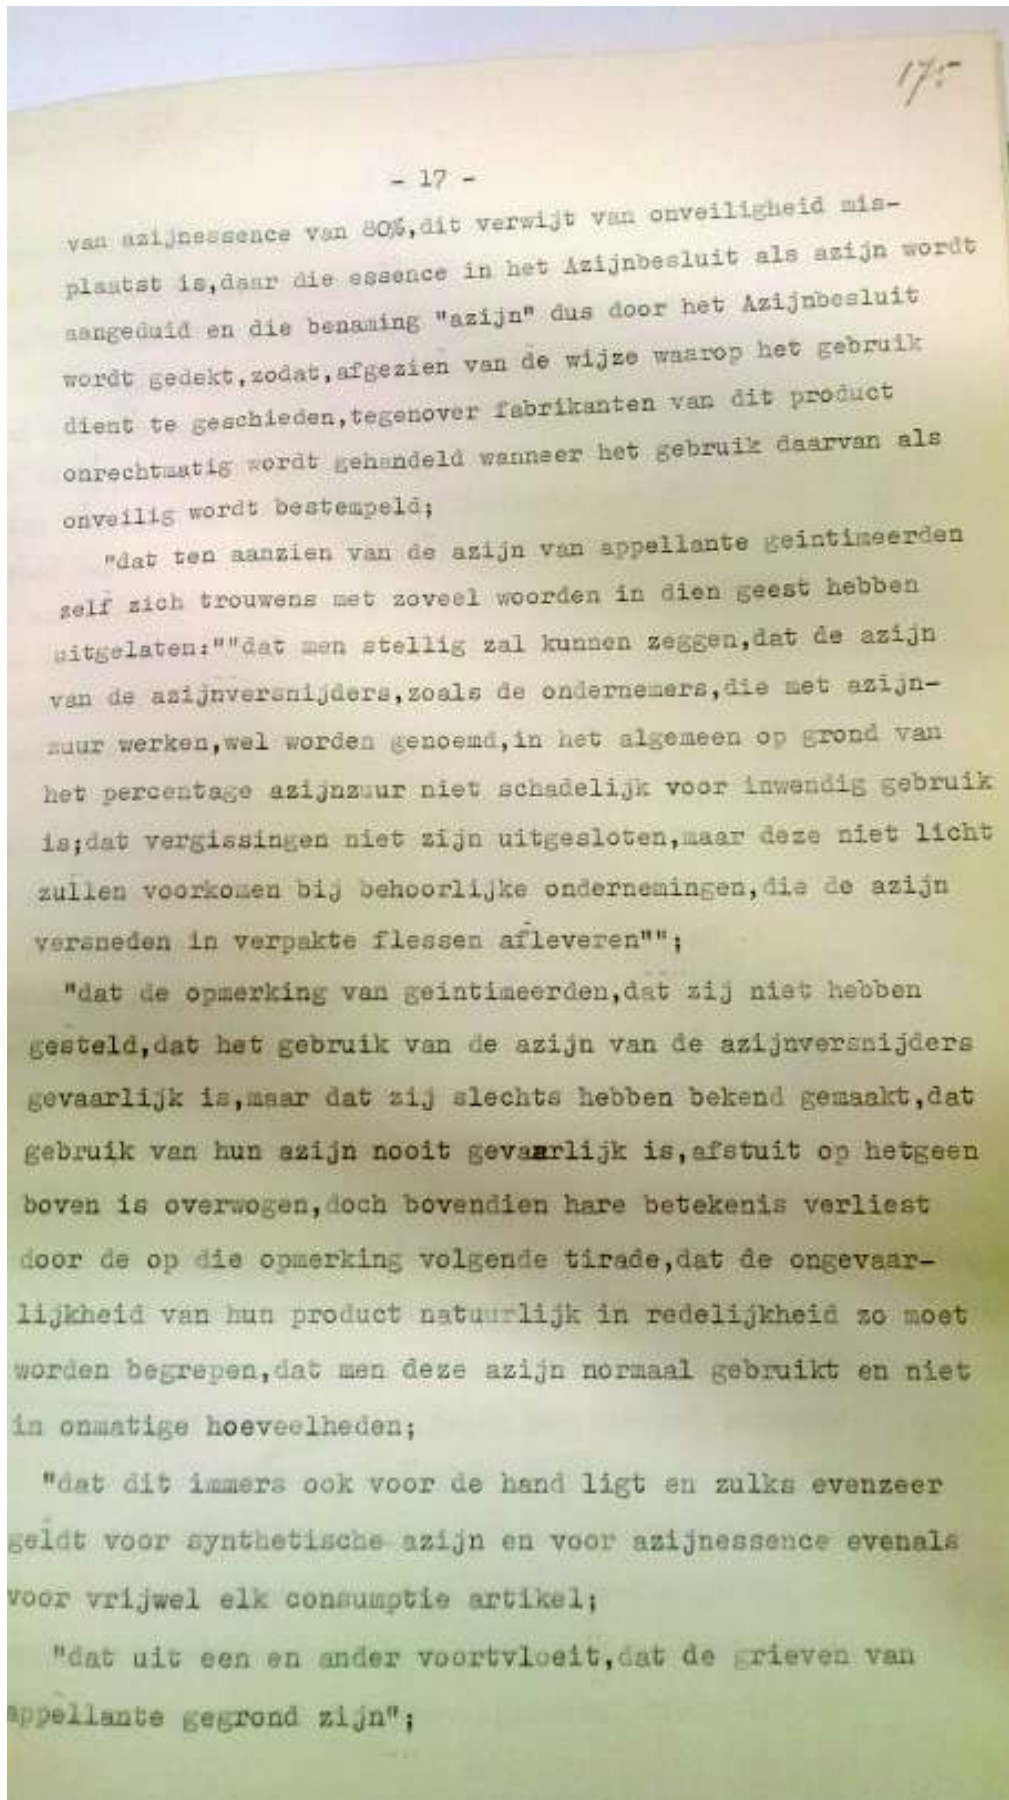 17.
- 17 -
van azijnessence van 80%,dit verwijt van onveiligheid mis-
plaatst is,daar die essence in het Azijnbesluit als azijn wordt
aangeduid en die benaming "azijn" dus door het Azijnbesluit
wordt gedekt,zodat,afgezien van de wijze waarop het gebruik
dient te geschieden,tegenover fabrikanten van dit product
onrechtmatig wordt gehandeld wanneer het gebruik daarvan als
onveilig wordt bestempeld;
"dat ten aanzien van de azijn van appellante geintimeerden
zelf zich trouwens met zoveel woorden in dien geest hebben
uitgelaten:""dat men stellig zal kunnen zeggen,dat de azijn
van de azijnversnijders,zoals de ondernemers,die met azijn-
zuur werken,wel worden genoemd,in het algemeen op grond van
het percentage azijnzuur niet schadelijk voor inwendig gebruik
is;dat vergissingen niet zijn uitgesloten,maar deze niet licht
zullen voorkomen bij behoorlijke ondernemingen,die de azijn
versneden in verpakte flessen afleveren"";
"dat de opmerking van geintimeerden,dat zij niet hebben
gesteld,dat het gebruik van de azijn van de azijnversnijders
gevaarlijk is,maar dat zij slechts hebben bekend gemaakt,dat
gebruik van hun azijn nooit gevaarlijk is,afstuit op hetgeen
boven is overwogen,doch bovendien hare betekenis verliest
door de op die opmerking volgende tirade,dat de ongevaar-
lijkheid van hun product natuurlijk in redelijkheid zo moet
worden begrepen,dat men deze azijn normaal gebruikt en niet
in onmatige hoeveelheden;
"dat dit immers ook voor de hand ligt en zulks evenzeer
geldt voor synthetische azijn en voor azijnessence evenals
voor vrijwel elk consumptie artikel;
"dat uit een en ander voortvloeit,dat de grieven van
appellante gegrond zijn";